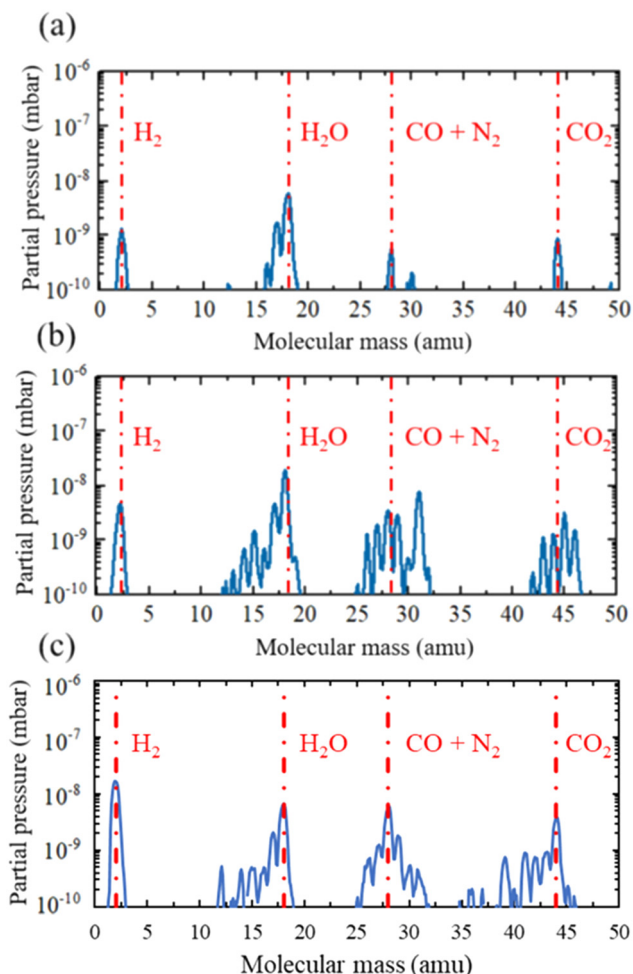 (a)
Partial pressure (mbar)
10⁻⁶
10⁻⁷
10⁻⁸
10⁻⁹
10⁻¹⁰
H₂ H₂O CO + N₂ CO₂
0 5 10 15 20 25 30 35 40 45 50
Molecular mass (amu)
(b)
Partial pressure (mbar)
10⁻⁶
10⁻⁷
10⁻⁸
10⁻⁹
10⁻¹⁰
H₂ H₂O CO + N₂ CO₂
0 5 10 15 20 25 30 35 40 45 50
Molecular mass (amu)
(c)
Partial pressure (mbar)
10⁻⁶
10⁻⁷
10⁻⁸
10⁻⁹
10⁻¹⁰
H₂ H₂O CO + N₂ CO₂
0 5 10 15 20 25 30 35 40 45 50
Molecular mass (amu)